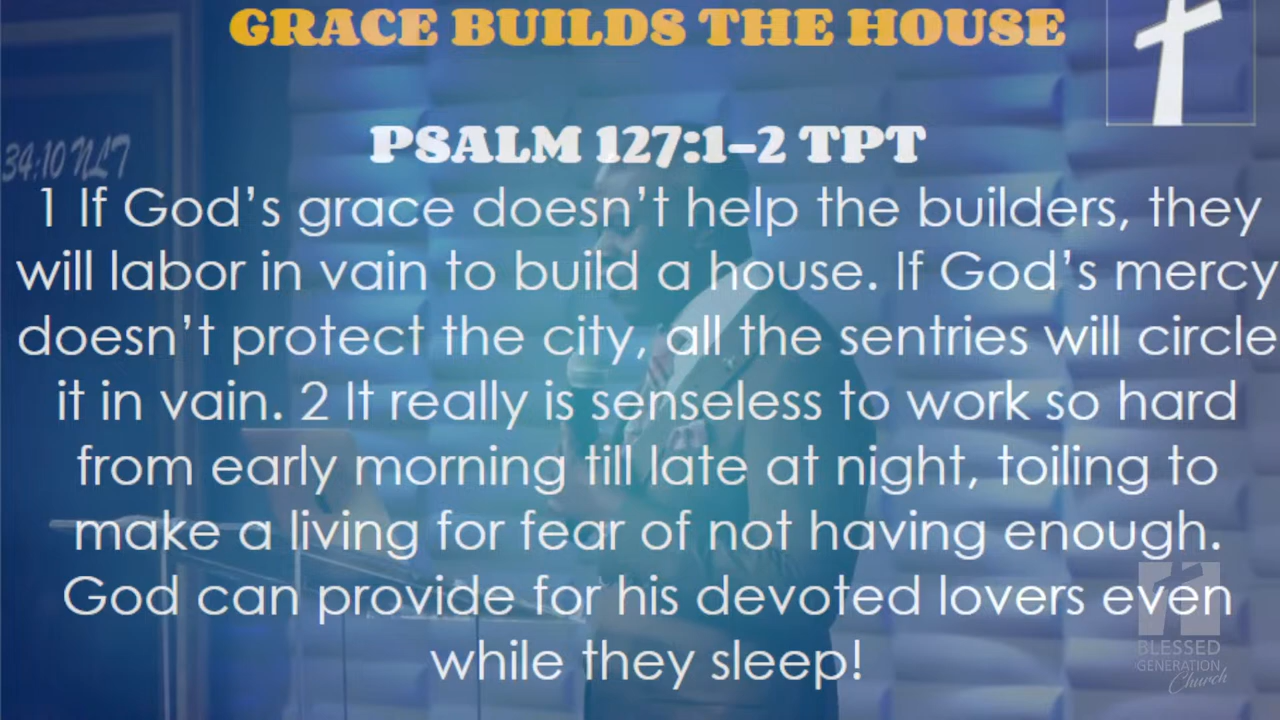 GRACE BUILDS THE HOUSE
34:10 NLT
PSALM 127:1–2 TPT
1 If God’s grace doesn’t help the builders, they
will labor in vain to build a house. If God’s mercy
doesn’t protect the city, all the sentries will circle
it in vain. 2 It really is senseless to work so hard
from early morning till late at night, toiling to
make a living for fear of not having enough.
God can provide for his devoted lovers even
while they sleep!
BLESSED
GENERATION
Church